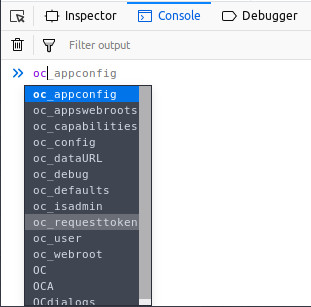 Inspector Console Debugger
Filter output
oc_appconfig
oc_appconfig
oc_appswebroots
oc_capabilities
oc_config
oc_dataURL
oc_debug
oc_defaults
oc_isadmin
oc_requesttoken
oc_user
oc_webroot
OC
OCA
OCdialogs